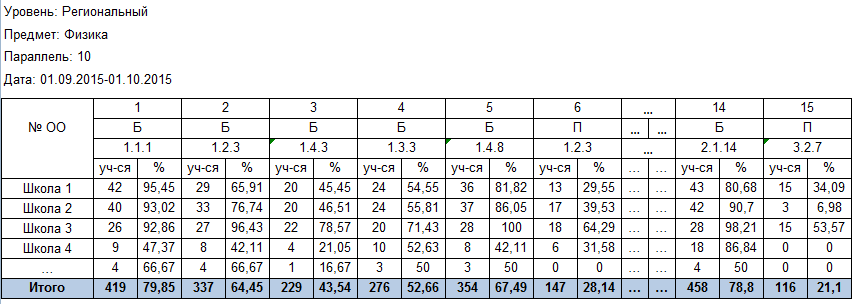 Уровень: Региональный
Предмет: Физика
Параллель: 10
Дата: 01.09.2015-01.10.2015
№ ОО 1 2 3 4 5 6 ... 14 15
Б Б Б Б Б П ... ... Б П
1.1.1 1.2.3 1.4.3 1.3.3 1.4.8 1.2.3 ... 2.1.14 3.2.7
уч-ся % уч-ся % уч-ся % уч-ся % уч-ся % уч-ся % ... ... уч-ся % уч-ся %
Школа 1 42 95,45 29 65,91 20 45,45 24 54,55 36 81,82 13 29,55 ... ... 43 80,68 15 34,09
Школа 2 40 93,02 33 76,74 20 46,51 24 55,81 37 86,05 17 39,53 ... ... 42 90,7 3 6,98
Школа 3 26 92,86 27 96,43 22 78,57 20 71,43 28 100 18 64,29 ... ... 28 98,21 15 53,57
Школа 4 9 47,37 8 42,11 4 21,05 10 52,63 8 42,11 6 31,58 ... ... 18 86,84 0 0
... 4 66,67 4 66,67 1 16,67 3 50 3 50 0 0 ... ... 4 50 0 0
Итого 419 79,85 337 64,45 229 43,54 276 52,66 354 67,49 147 28,14 ... ... 458 78,8 116 21,1